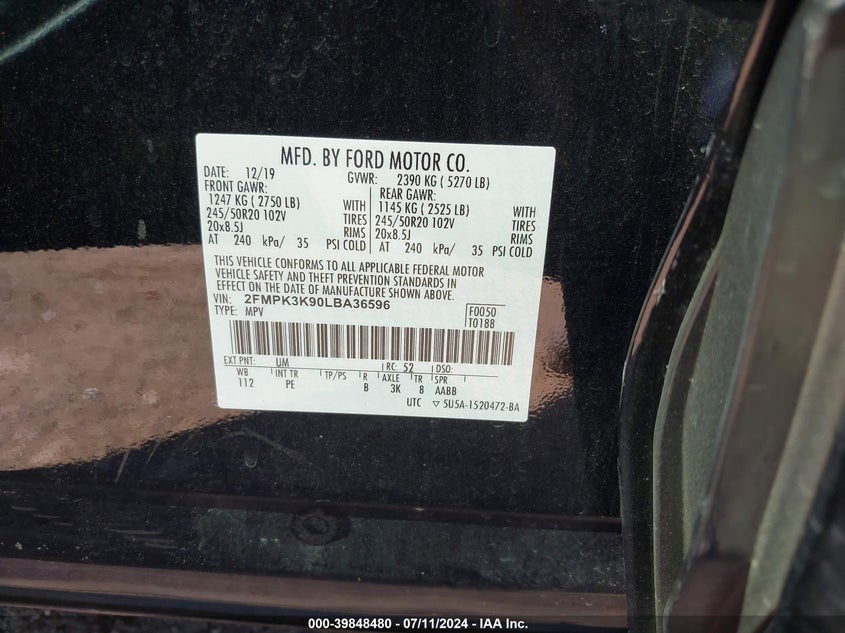 MFD. BY FORD MOTOR CO.
DATE: 12/19 GVWR: 2390 KG ( 5270 LB)
FRONT GAWR: REAR GAWR:
1247 KG ( 2750 LB) WITH 1145 KG ( 2525 LB) WITH
245/50R20 102V TIRES 245/50R20 102V TIRES
20x8.5J RIMS 20x8.5J RIMS
AT 240 kPa/ 35 PSI COLD AT 240 kPa/ 35 PSI COLD
THIS VEHICLE CONFORMS TO ALL APPLICABLE FEDERAL MOTOR
VEHICLE SAFETY AND THEFT PREVENTION STANDARDS IN
EFFECT ON THE DATE OF MANUFACTURE SHOWN ABOVE.
VIN: 2FMPK3K90LBA36596 F0050
TYPE: MPV T0188
EXT PNT: UM RC: 52 DSO:
WB INT TR TP/PS R AXLE TR SPR
112 PE B 3K 8 AABB
UTC ▽ 5U5A-1520472-BA
000-39848480 - 07/11/2024 - IAA Inc.